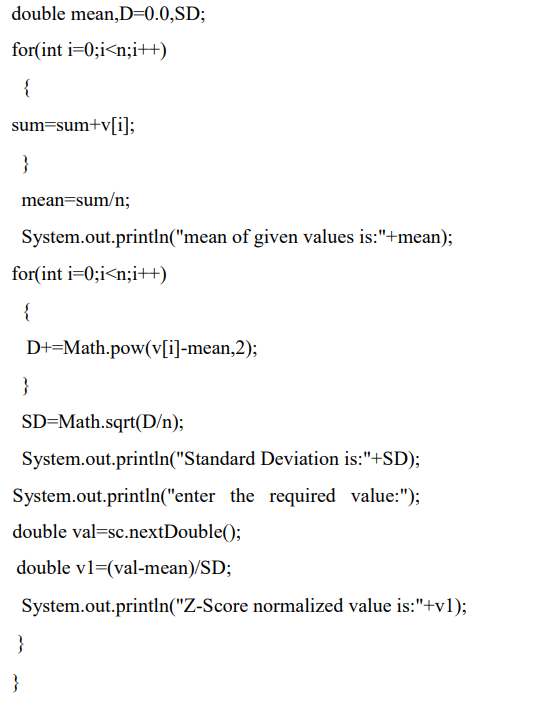 double mean,D=0.0,SD;
for(int i=0;i<n;i++)
{
sum=sum+v[i];
}
mean=sum/n;
System.out.println("mean of given values is:"+mean);
for(int i=0;i<n;i++)
{
D+=Math.pow(v[i]-mean,2);
}
SD=Math.sqrt(D/n);
System.out.println("Standard Deviation is:"+SD);
System.out.println("enter the required value:");
double val=sc.nextDouble();
double v1=(val-mean)/SD;
System.out.println("Z-Score normalized value is:"+v1);
}
}